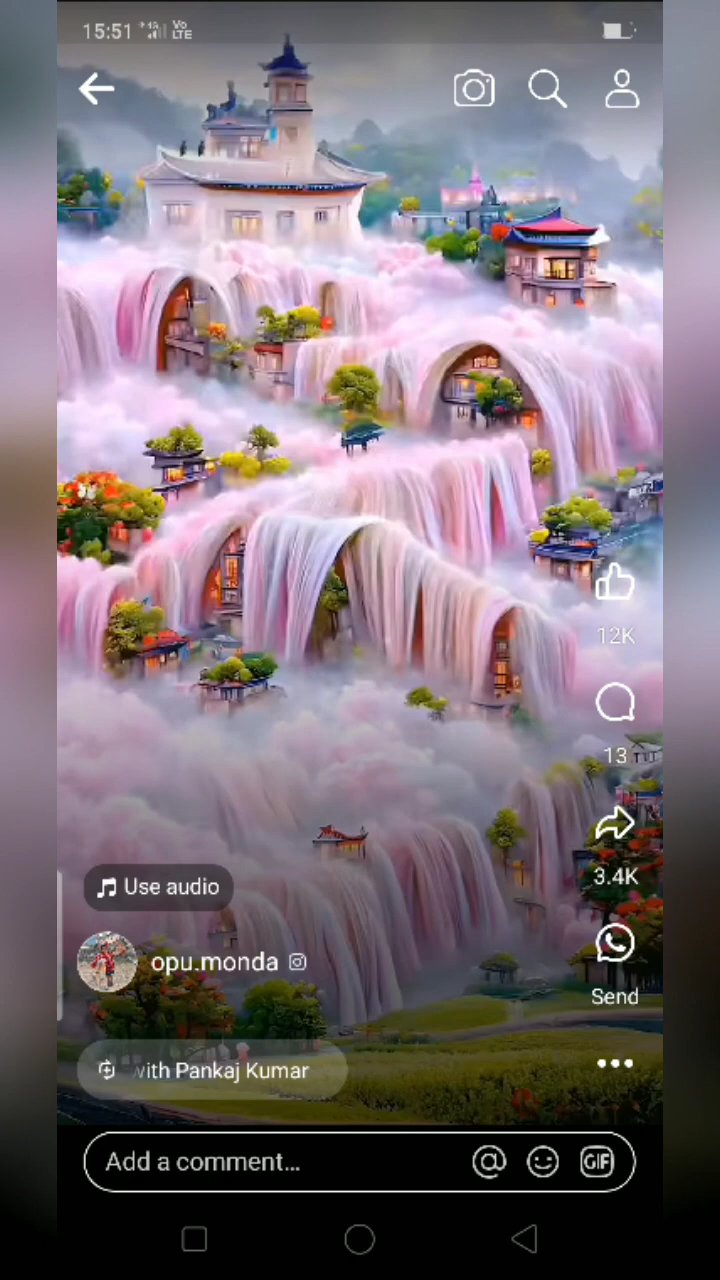 15:51 4G Vo LTE
12K
13
3.4K
Use audio
opu.monda
Send
with Pankaj Kumar
Add a comment...
GIF